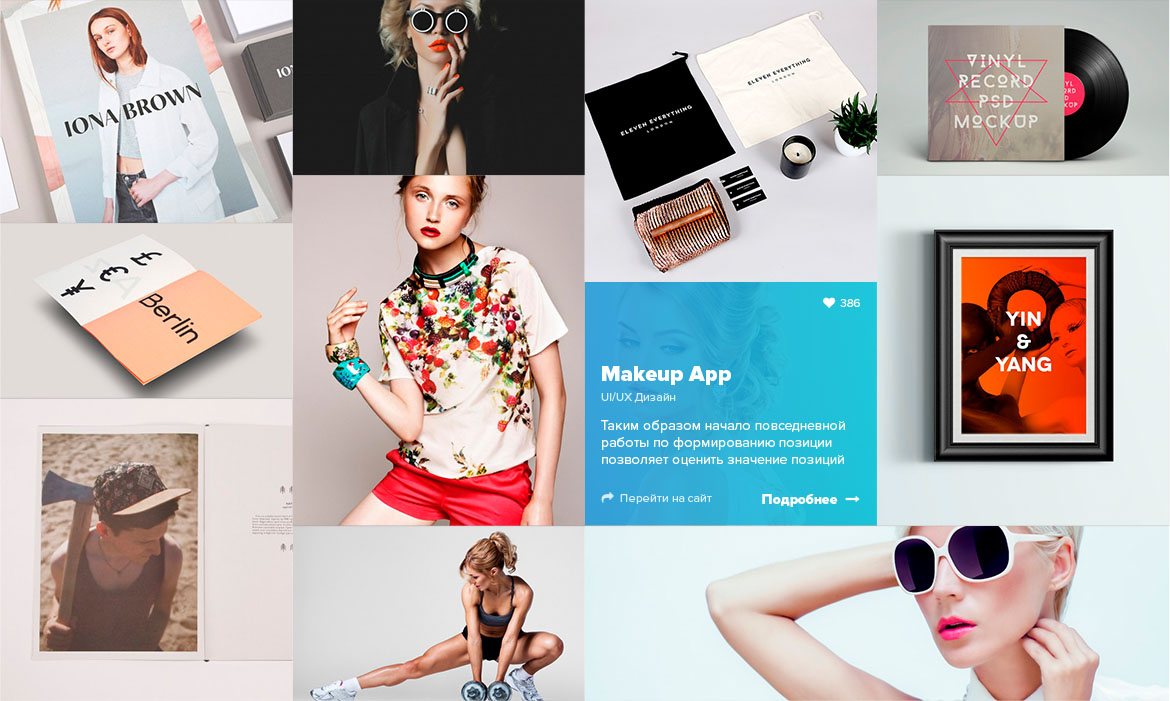 IONA BROWN
IO
Berlin
ELEVEN EVERYTHING
LONDON
ELEVEN EVERYTHING
LONDON
386
Makeup App
UI/UX Дизайн
Таким образом начало повседневной
работы по формированию позиции
позволяет оценить значение позиций
Перейти на сайт
Подробнее
VINYL
RECORD
PSD
MOCKUP
YIN
&
YANG